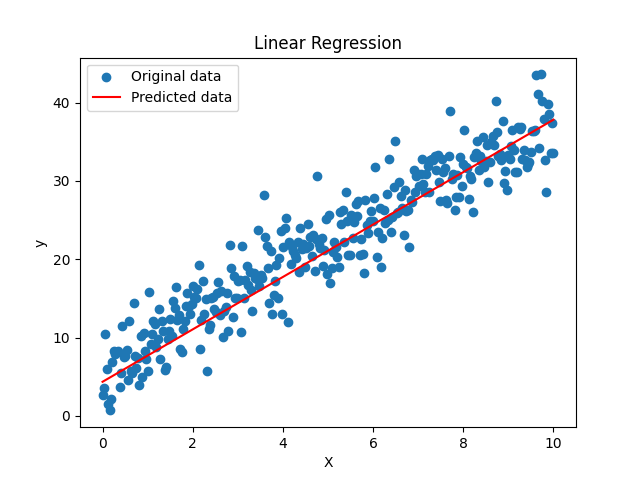 Linear Regression
Original data
Predicted data
40
30
20
10
0
y
0 2 4 6 8 10
X